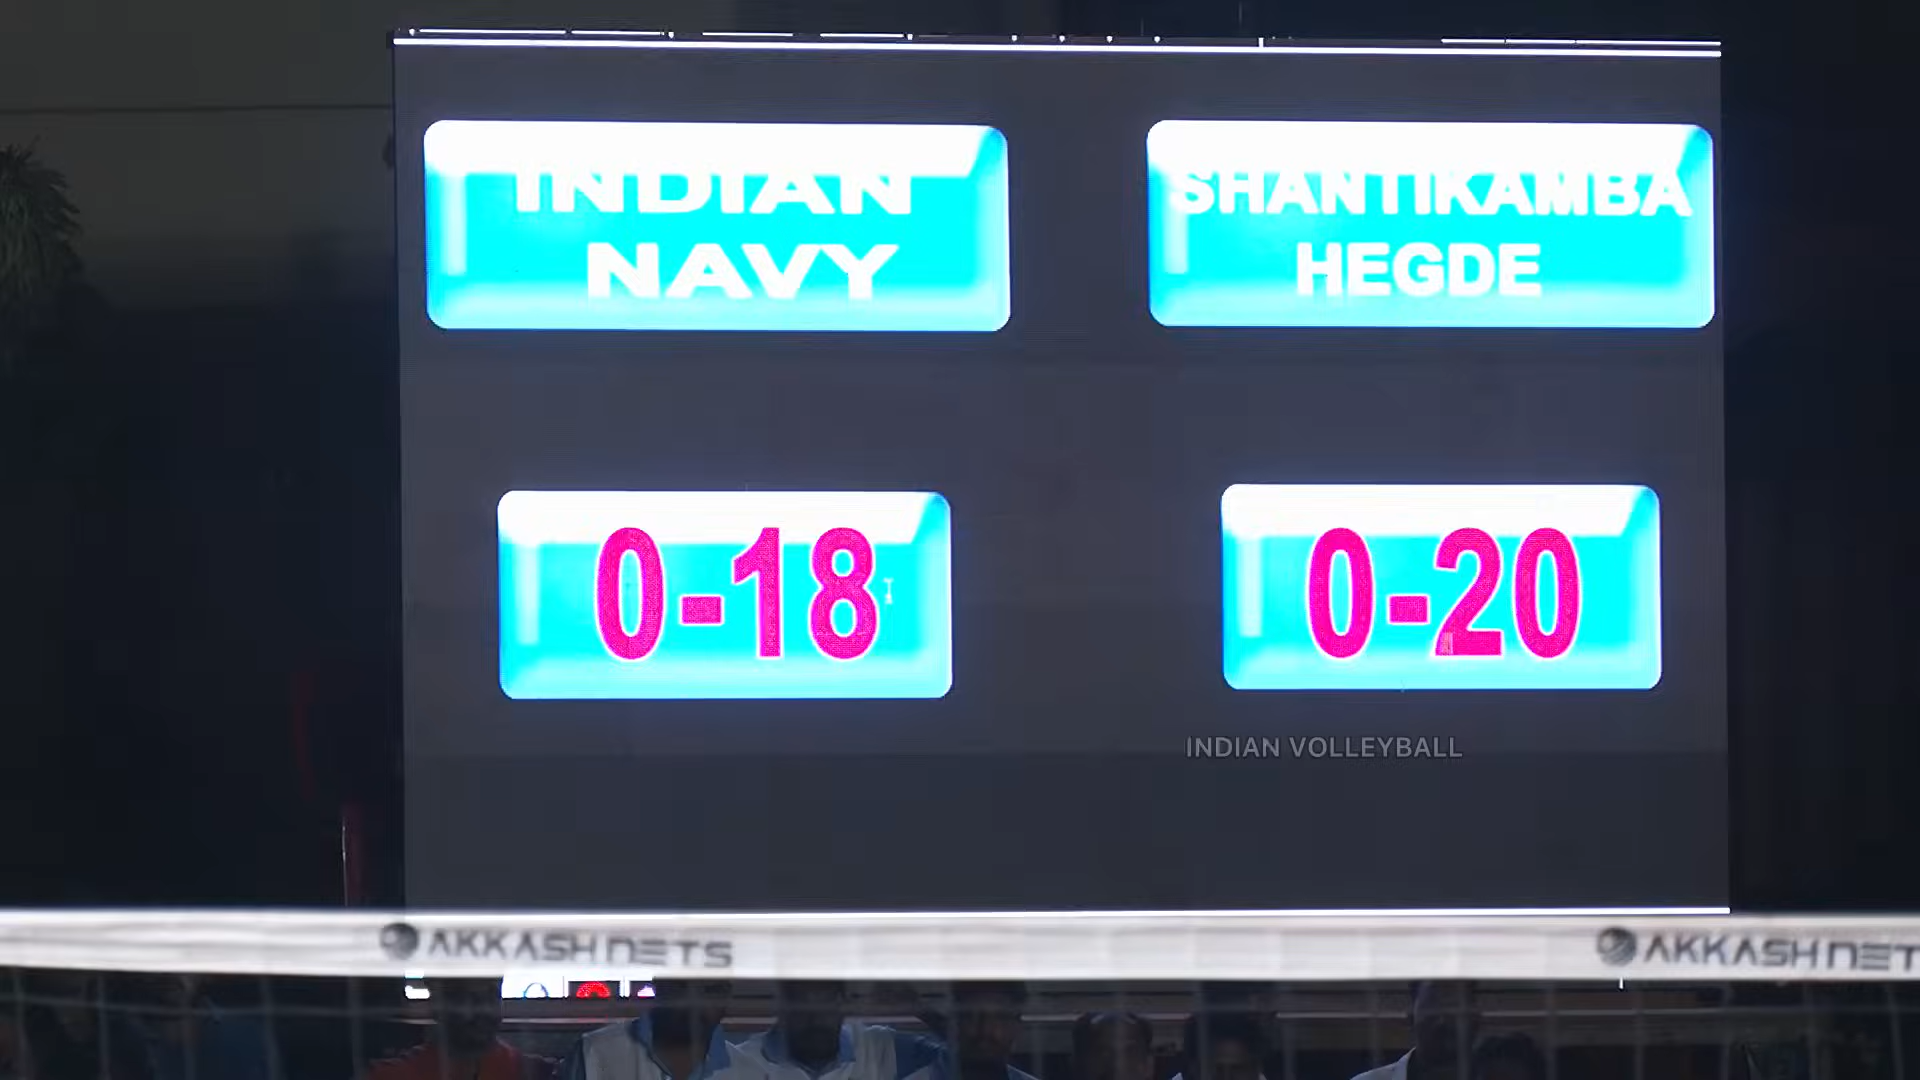 INDIAN
NAVY
SHANTIKAMBA
HEGDE
0-18
0-20
INDIAN VOLLEYBALL
AKKASH NETS
AKKASH NET